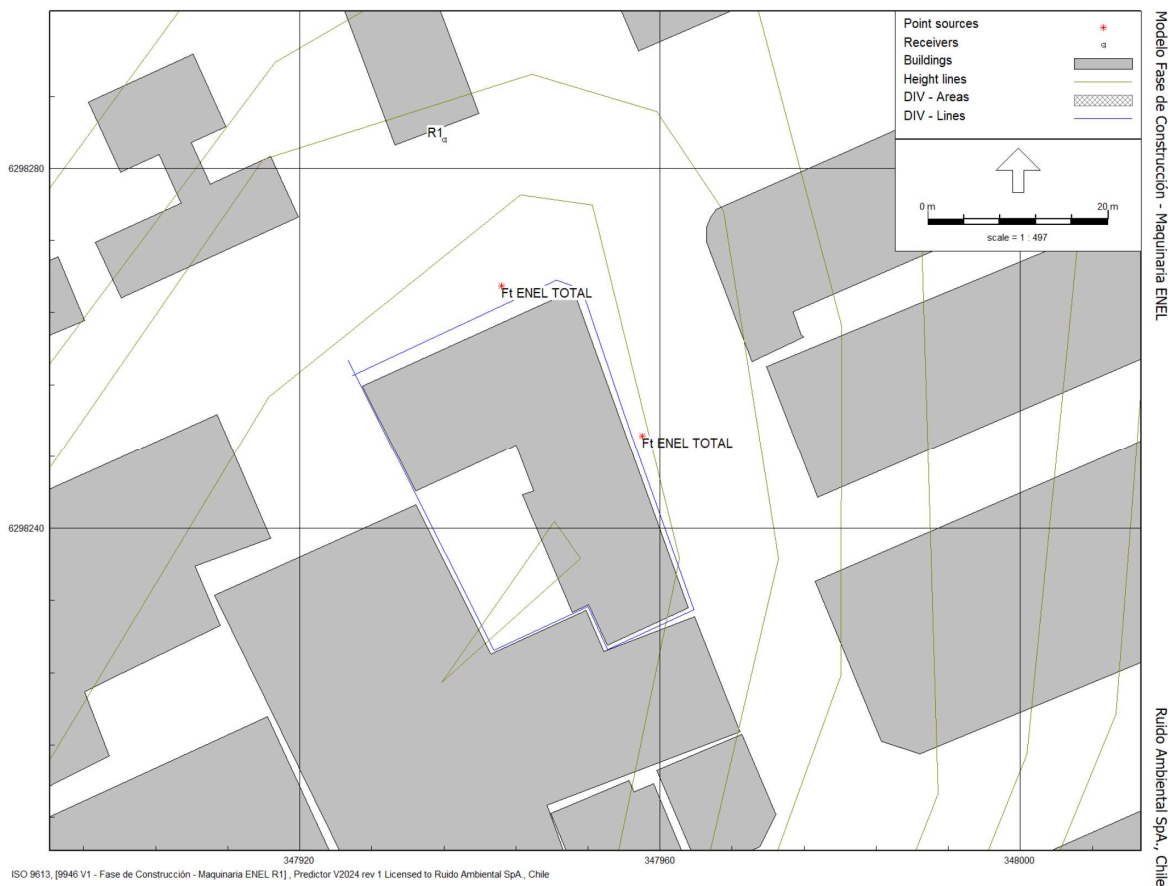 Point sources
Receivers
Buildings
Height lines
DIV - Areas
DIV - Lines
0 m
20 m
scale = 1 : 497
R1
6298280
Ft ENEL TOTAL
Ft ENEL TOTAL
6298240
347920
347960
348000
Modelo Fase de Construcción - Maquinaria ENEL
Ruido Ambiental SpA., Chile
ISO 9613, [9946 V1 - Fase de Construcción - Maquinaria ENEL R1] , Predictor V2024 rev 1 Licensed to Ruido Ambiental SpA., Chile